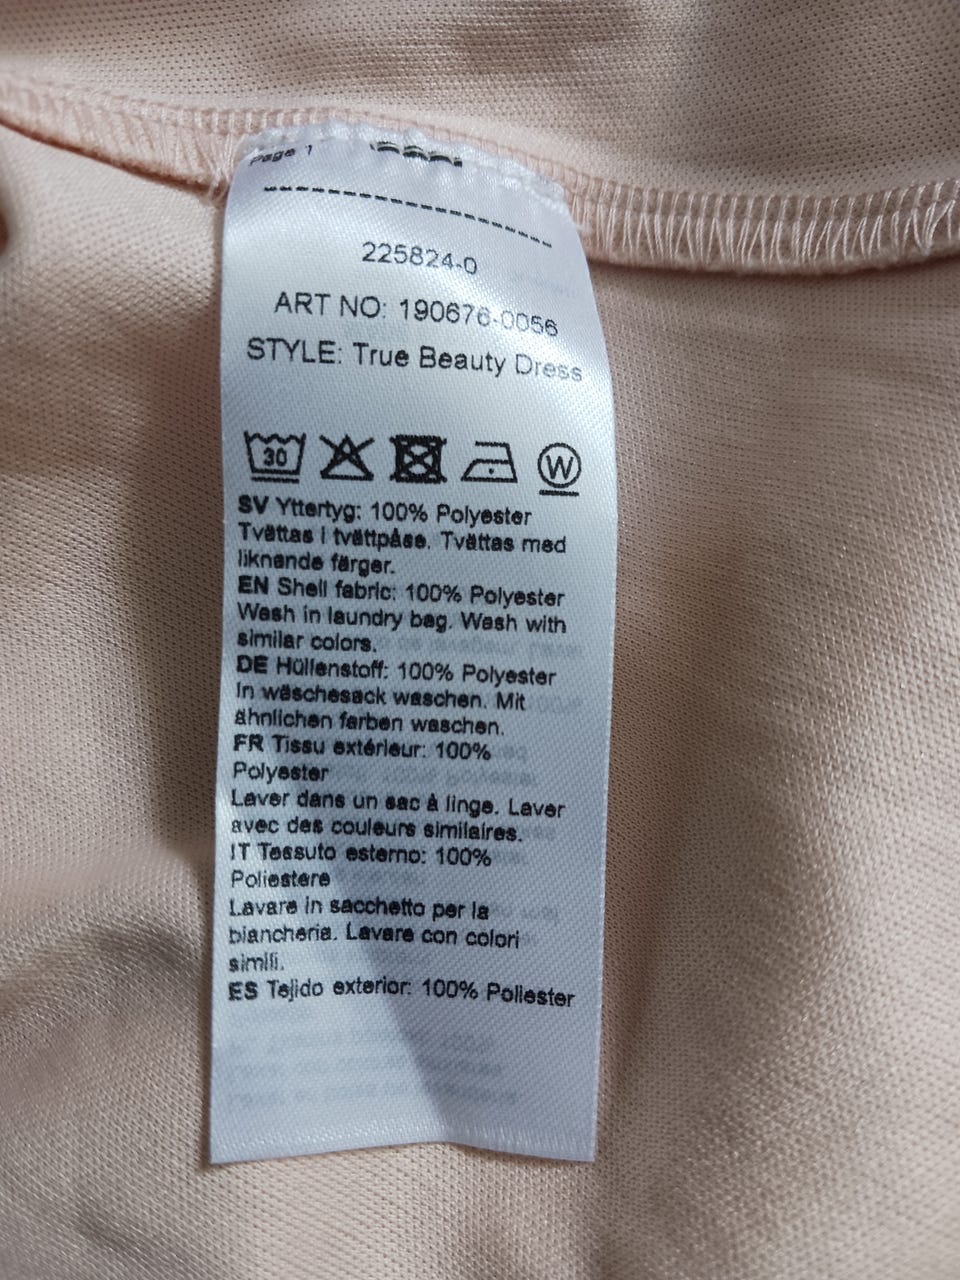 Page 1
225824-0
ART NO: 190676-0056
STYLE: True Beauty Dress
30 W
SV Yttertyg: 100% Polyester
Tvättas i tvättpåse. Tvättas med
liknande färger.
EN Shell fabric: 100% Polyester
Wash in laundry bag. Wash with
similar colors.
DE Hüllenstoff: 100% Polyester
In wäschesack waschen. Mit
ähnlichen farben waschen.
FR Tissu extérieur: 100%
Polyester
Laver dans un sac à linge. Laver
avec des couleurs similaires.
IT Tessuto esterno: 100%
Poliestere
Lavare in sacchetto per la
biancheria. Lavare con colori
simili.
ES Tejido exterior: 100% Poliester